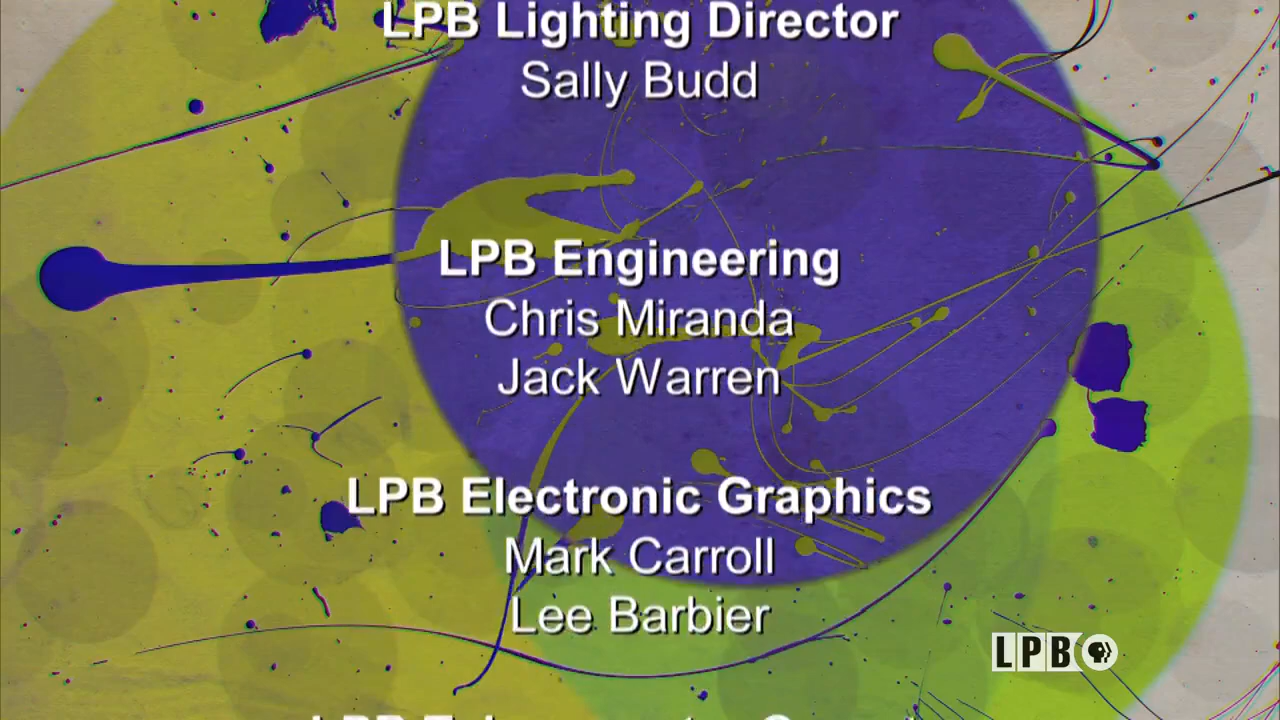 LPB Lighting Director
Sally Budd
LPB Engineering
Chris Miranda
Jack Warren
LPB Electronic Graphics
Mark Carroll
Lee Barbier
LPB
LPB